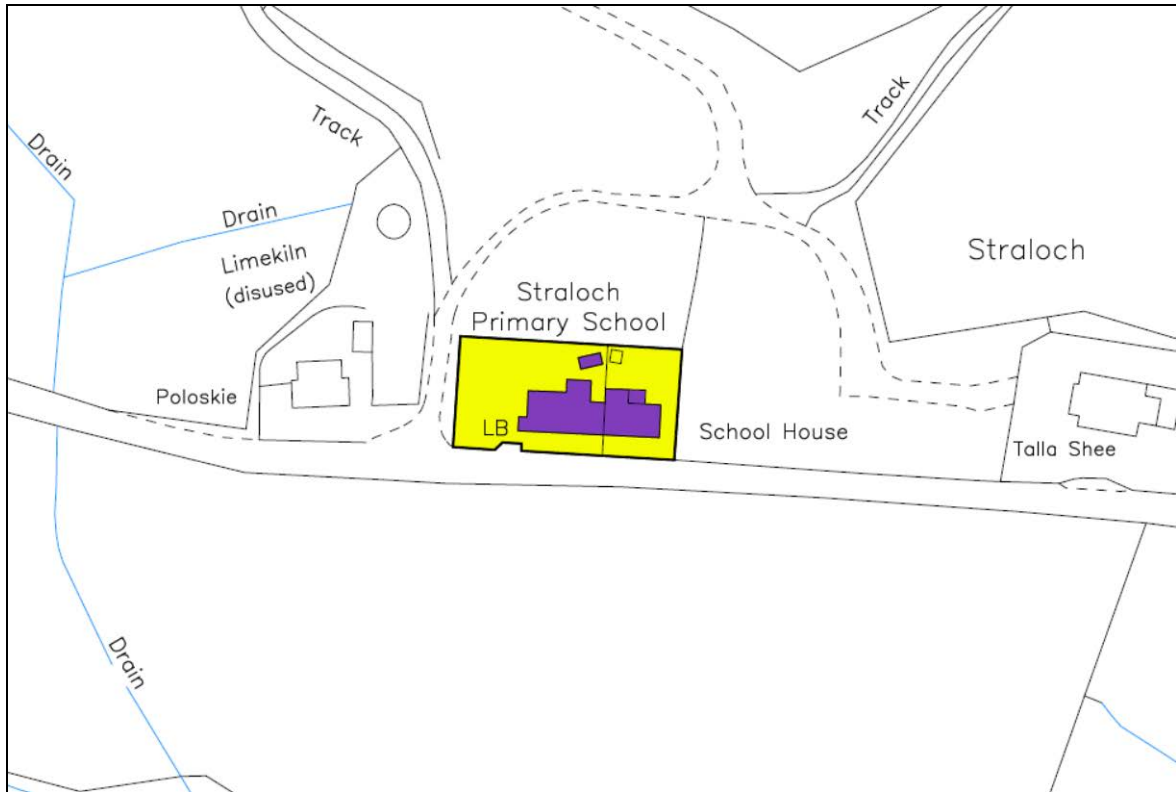 Track
Track
Drain
Drain
Limekiln
(disused)
Straloch
Straloch
Primary School
Poloskie
LB
School House
Talla Shee
Drain